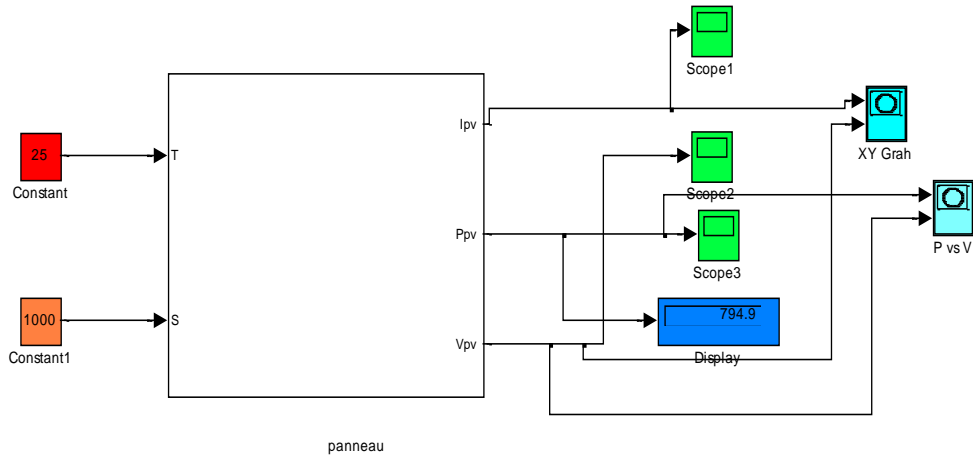 Scope1
Ipv
XY Grah
25
T
Constant
Scope2
Ppv
P vs V
Scope3
1000
S
794.9
Constant1
Vpv
Display
panneau